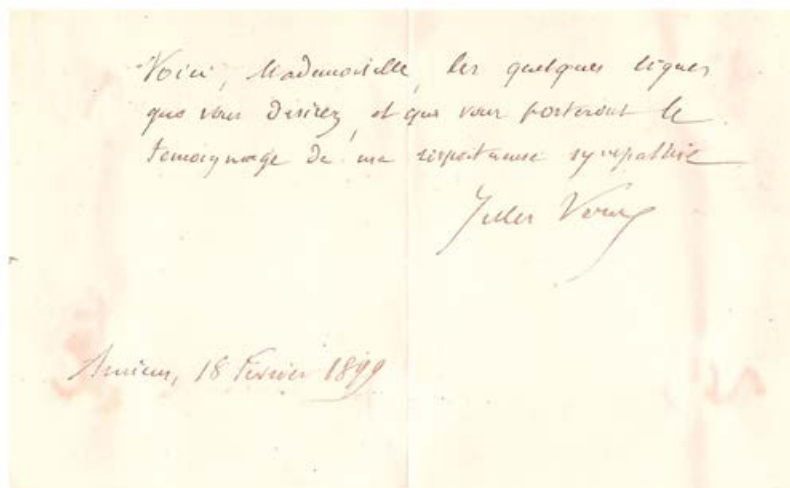 Voici, Mademoiselle, les quelques lignes
que vous desirez, et qui vous porteront le
témoignage de ma respectueuse sympathie
Jules Verne
Amiens, 18 Février 1899